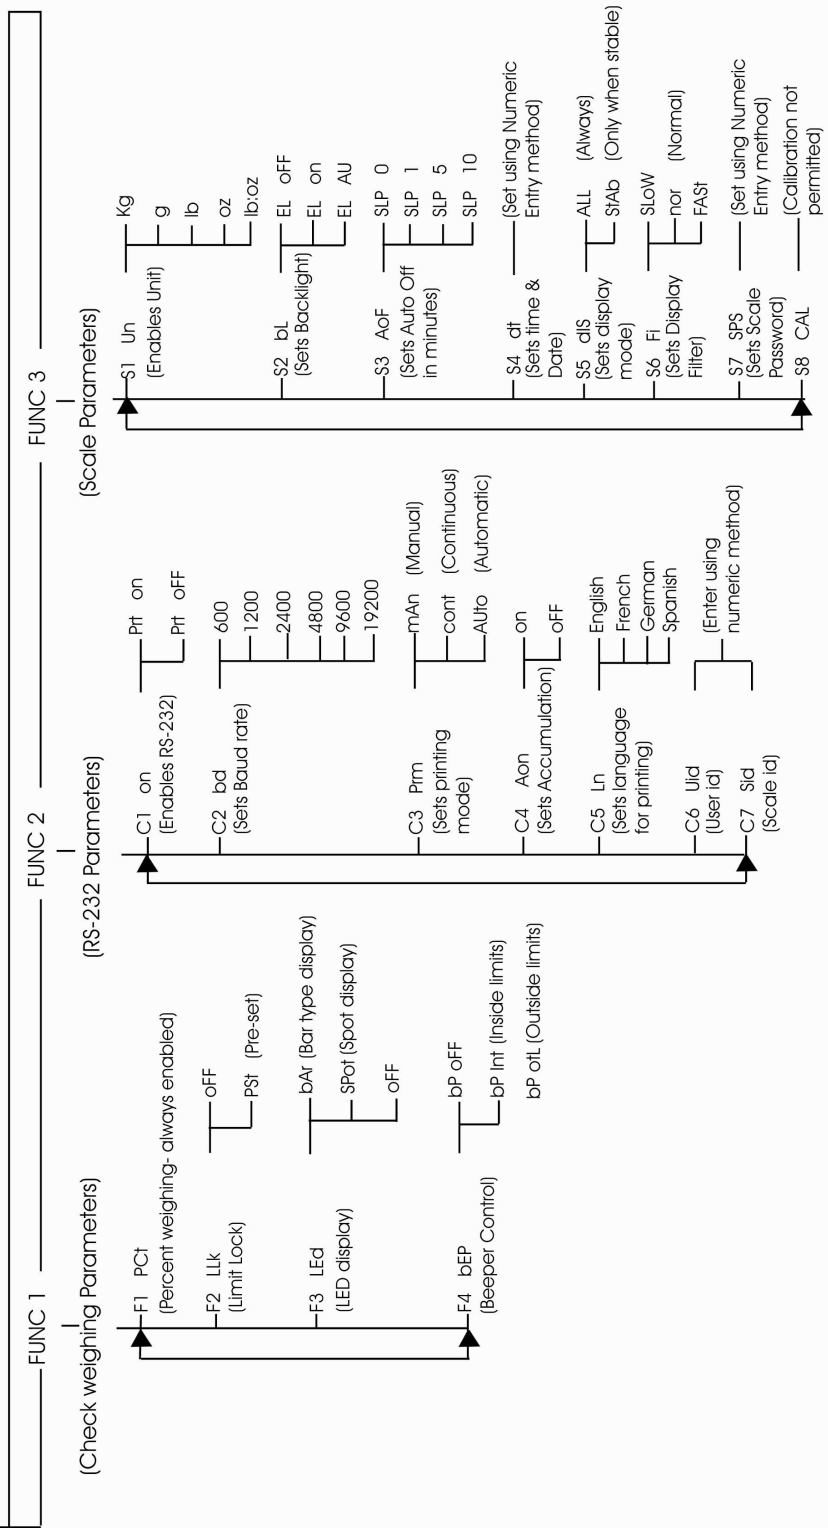 FUNC 1
(Check weighing Parameters)
F1 PCt
(Percent weighing- always enabled)
F2 LLk
(Limit Lock)
oFF
PSt (Pre-set)
F3 LEd
(LED display)
bAr (Bar type display)
SPot (Spot display)
oFF
F4 bEP
(Beeper Control)
bP oFF
bP Int (Inside limits)
bP otL (Outside limits)
FUNC 2
(RS-232 Parameters)
C1 on
(Enables RS-232)
Prt on
Prt oFF
C2 bd
(Sets Baud rate)
600
1200
2400
4800
9600
19200
C3 Prm
(Sets printing
mode)
mAn (Manual)
cont (Continuous)
AUto (Automatic)
C4 Aon
(Sets Accumulation)
on
oFF
C5 Ln
(Sets language
for printing)
English
French
German
Spanish
C6 Uid
(User id)
C7 Sid
(Scale id)
(Enter using
numeric method)
FUNC 3
(Scale Parameters)
S1 Un
(Enables Unit)
Kg
g
lb
oz
lb:oz
S2 bL
(Sets Backlight)
EL oFF
EL on
EL AU
S3 AoF
(Sets Auto Off
in minutes)
SLP 0
SLP 1
SLP 5
SLP 10
S4 dt
(Sets time &
Date)
(Set using Numeric
Entry method)
S5 dIS
(Sets display
mode)
ALL (Always)
StAb (Only when stable)
S6 Fi
(Sets Display
Filter)
SLoW
nor (Normal)
FASt
S7 SPS
(Sets Scale
Password)
(Set using Numeric
Entry method)
S8 CAL
(Calibration not
permitted)